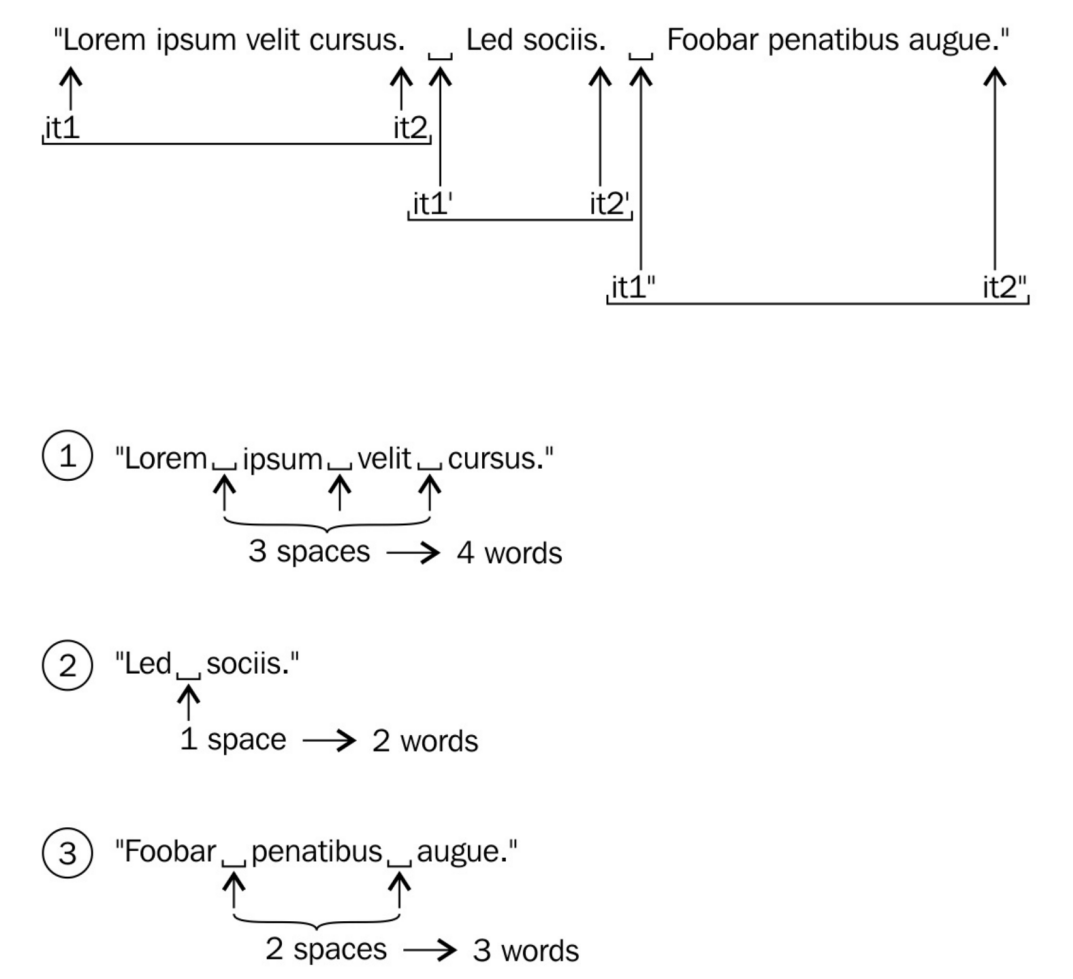 "Lorem ipsum velit cursus. ␣ Led sociis. ␣ Foobar penatibus augue."
it1 it2
it1' it2'
it1" it2"
1 "Lorem␣ipsum␣velit␣cursus."
3 spaces → 4 words
2 "Led␣sociis."
1 space → 2 words
3 "Foobar␣penatibus␣augue."
2 spaces → 3 words